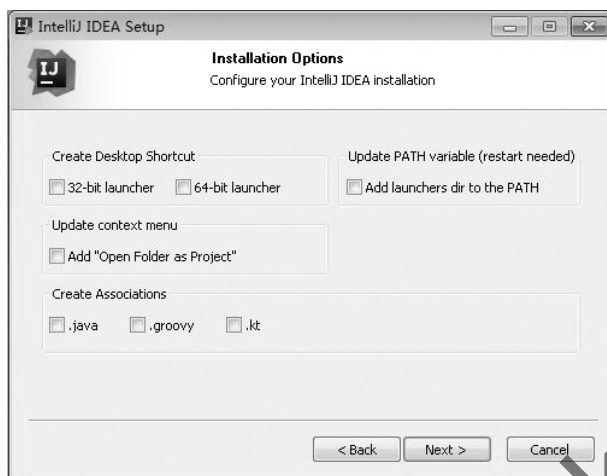 IntelliJ IDEA Setup
IJ
Installation Options
Configure your IntelliJ IDEA installation
Create Desktop Shortcut
32-bit launcher 64-bit launcher
Update PATH variable (restart needed)
Add launchers dir to the PATH
Update context menu
Add "Open Folder as Project"
Create Associations
.java .groovy .kt
< Back Next > Cancel